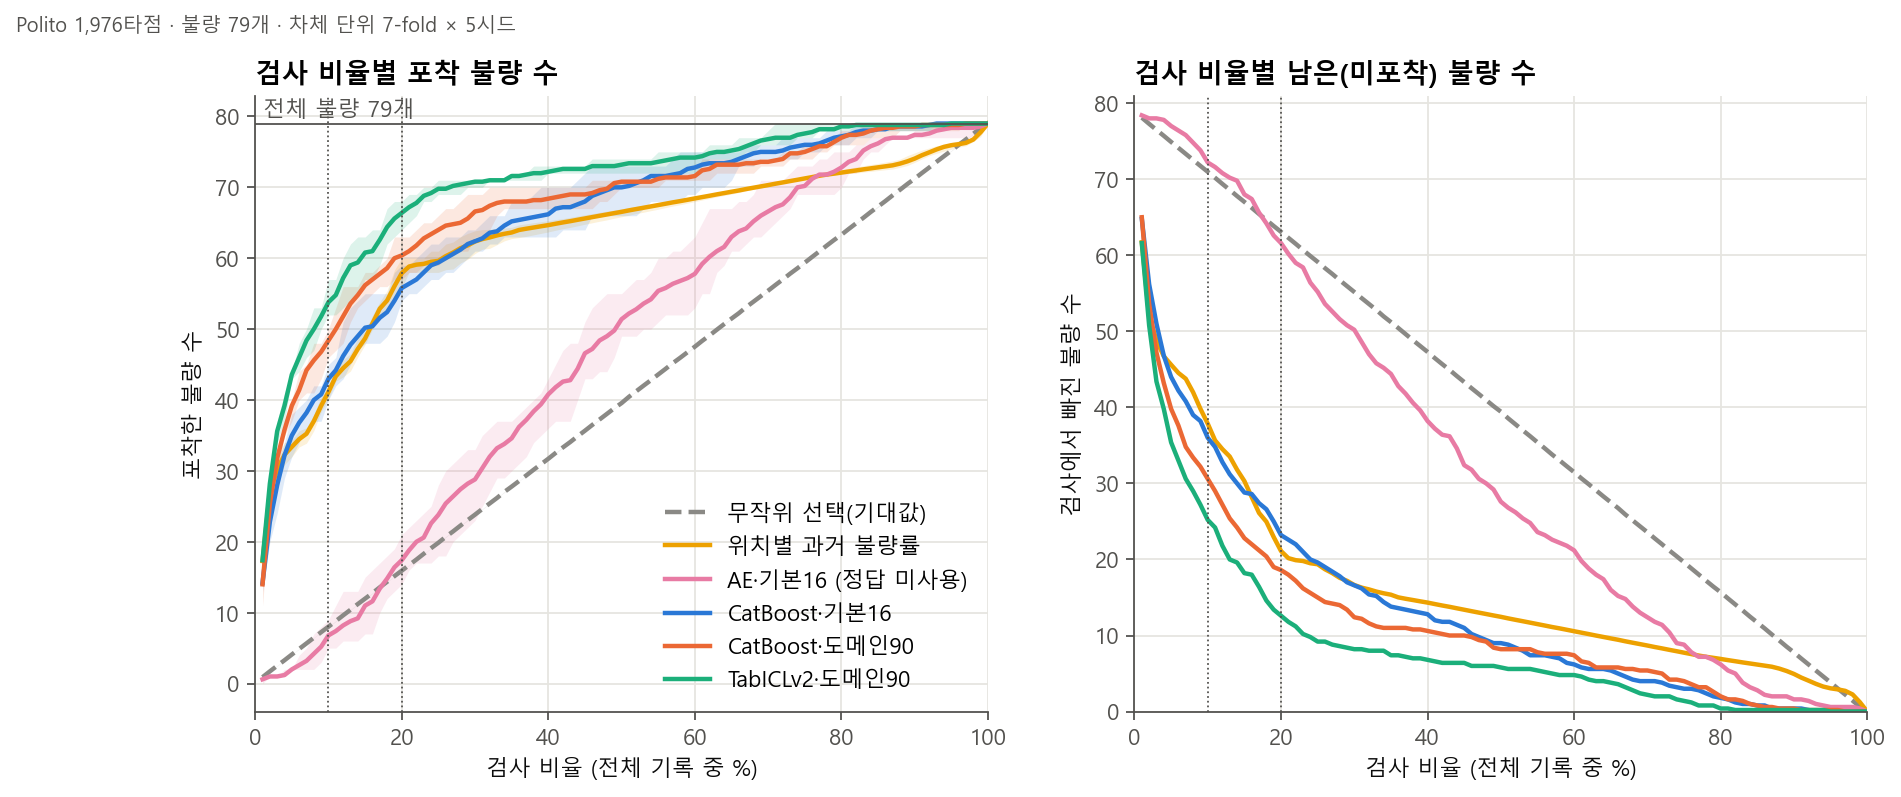 Polito 1,976타점 · 불량 79개 · 차체 단위 7-fold × 5시드
검사 비율별 포착 불량 수
전체 불량 79개
포착한 불량 수
80
70
60
50
40
30
20
10
0
무작위 선택(기대값)
위치별 과거 불량률
AE·기본16 (정답 미사용)
CatBoost·기본16
CatBoost·도메인90
TabICLv2·도메인90
0 20 40 60 80 100
검사 비율 (전체 기록 중 %)
검사 비율별 남은(미포착) 불량 수
검사에서 빠진 불량 수
80
70
60
50
40
30
20
10
0
0 20 40 60 80 100
검사 비율 (전체 기록 중 %)